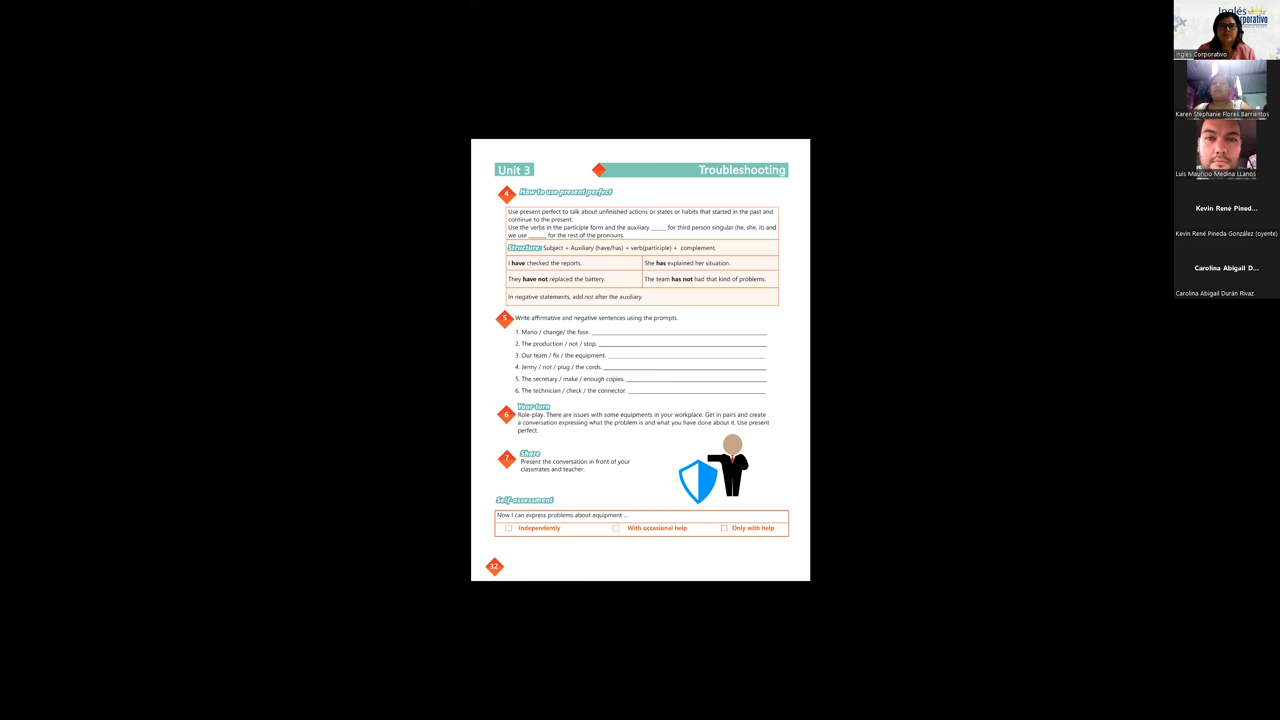 Unit 3
Troubleshooting
4
How to use present perfect
Use present perfect to talk about unfinished actions or states or habits that started in the past and
continue to the present.
Use the verbs in the participle form and the auxiliary _____ for third person singular (he, she, it) and
we use ______ for the rest of the pronouns.
Structure: Subject + Auxiliary (have/has) + verb(participle) + complement.
I have checked the reports.
She has explained her situation.
They have not replaced the battery.
The team has not had that kind of problems.
In negative statements, add not after the auxiliary.
5
Write affirmative and negative sentences using the prompts.
1. Mario / change/ the fuse.
2. The production / not / stop.
3. Our team / fix / the equipment.
4. Jenny / not / plug / the cords.
5. The secretary / make / enough copies.
6. The technician / check / the connector.
6
Your turn
Role-play. There are issues with some equipments in your workplace. Get in pairs and create
a conversation expressing what the problem is and what you have done about it. Use present
perfect.
7
Share
Present the conversation in front of your
classmates and teacher.
Self-assessment
Now I can express problems about equipment ...
Independently
With occasional help
Only with help
32
Inglés
Corporativo
Inglés Corporativo
Karen Stephanie Flores Barrientos
Luis Mauricio Medina LLanos
Kevin René Pined...
Kevin René Pineda González (oyente)
Carolina Abigail D...
Carolina Abigail Durán Rivaz